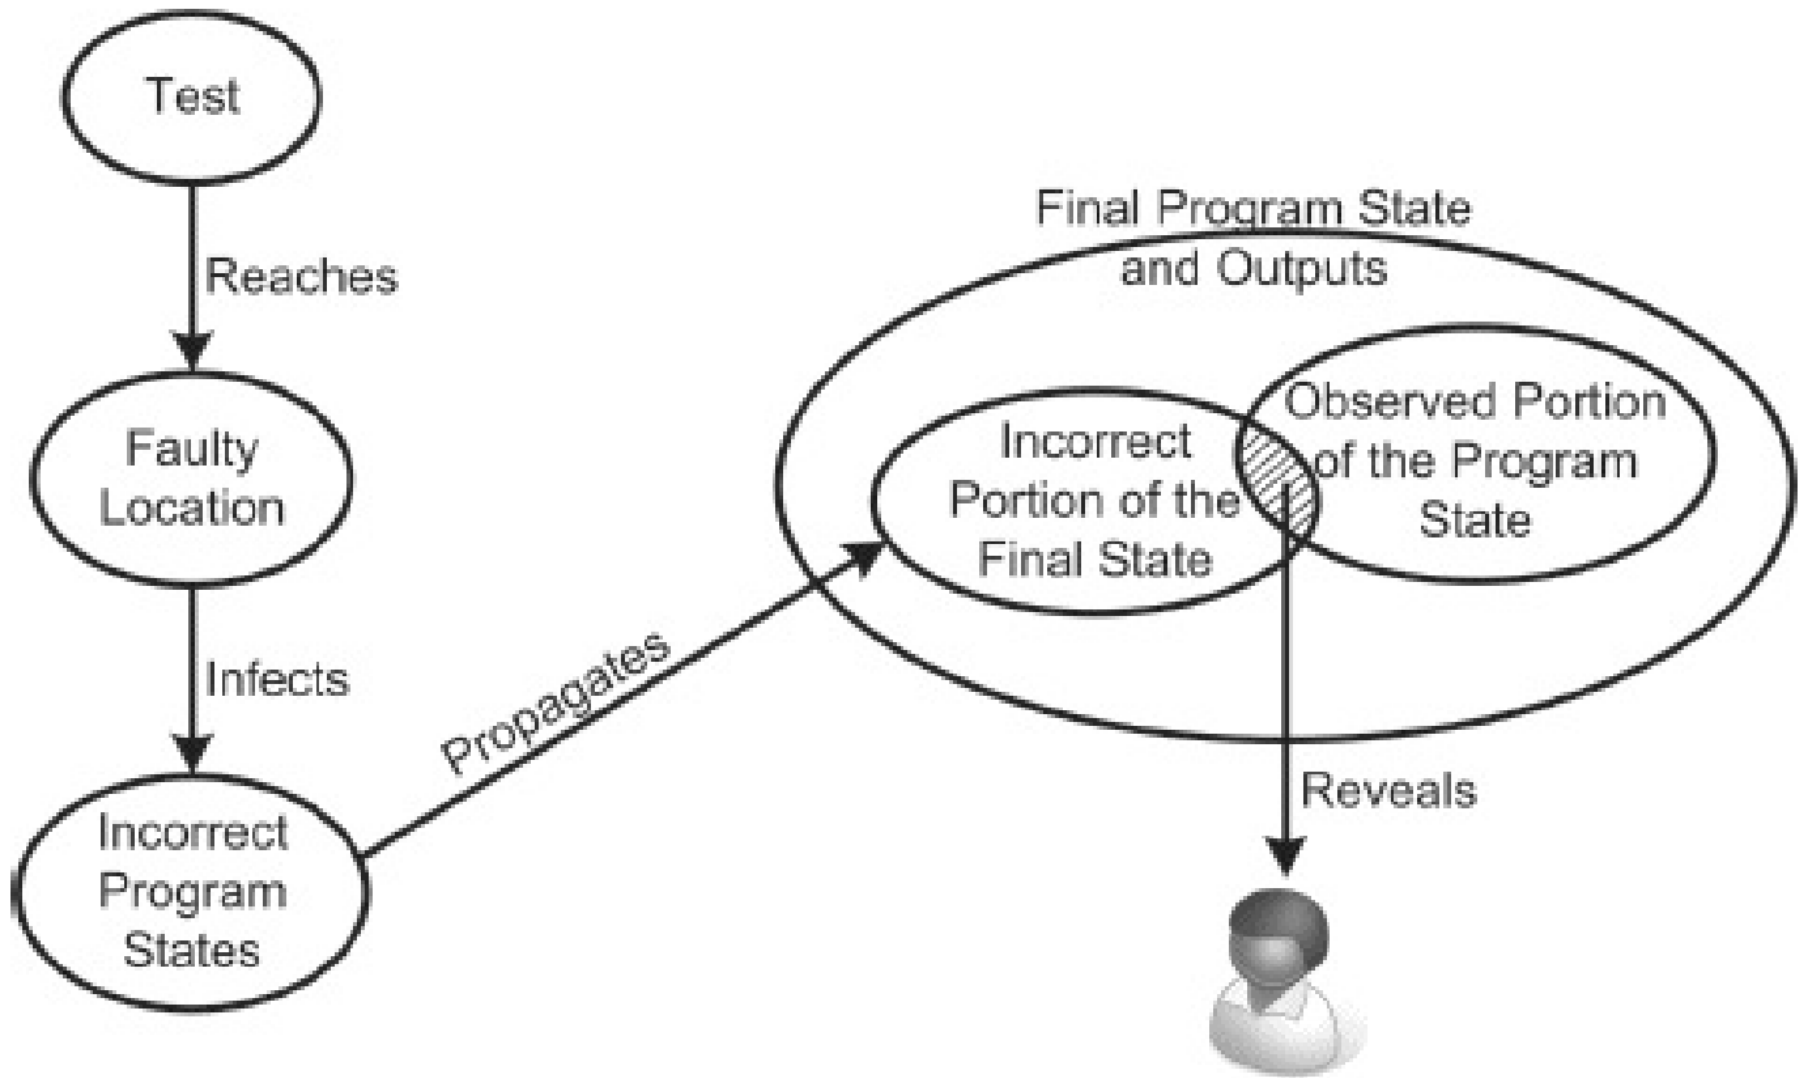 Test
Reaches
Faulty
Location
Infects
Incorrect
Program
States
Propagates
Final Program State
and Outputs
Incorrect
Portion of the
Final State
Observed Portion
of the Program
State
Reveals